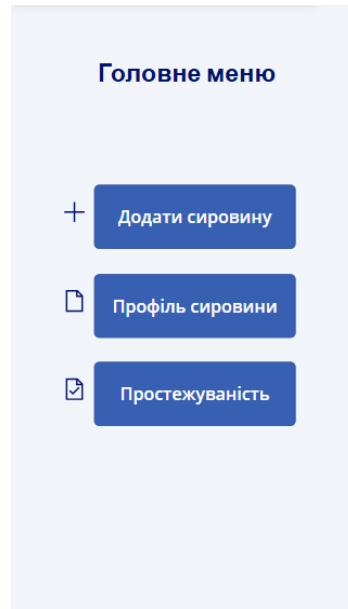 Головне меню
Додати сировину
Профіль сировини
Простежуваність